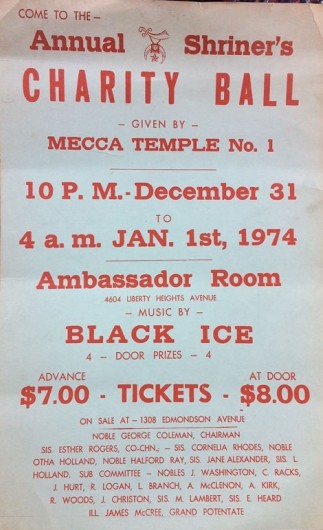 COME TO THE –
Annual Shriner's
CHARITY BALL
– GIVEN BY –
MECCA TEMPLE No. 1
10 P. M. - December 31
TO
4 a. m. JAN. 1st, 1974
Ambassador Room
4604 LIBERTY HEIGHTS AVENUE
– MUSIC BY –
BLACK ICE
4 – DOOR PRIZES – 4
ADVANCE AT DOOR
$7.00 - TICKETS - $8.00
ON SALE AT – 1308 EDMONDSON AVENUE
NOBLE GEORGE COLEMAN, CHAIRMAN
SIS. ESTHER ROGERS, CO-CHN., – SIS. CORNELIA RHODES, NOBLE
OTHA HOLLAND, NOBLE HALFORD RAY, SIS. JANE ALEXANDER, SIS. L.
HOLLAND. SUB COMMITTEE – NOBLES J. WASHINGTON, C. RACKS,
J. HURT, R. LOGAN, L. BRANCH, A. McCLENON, A. KIRK,
R. WOODS, J. CHRISTON, SIS. M. LAMBERT, SIS. E. HEARD
ILL. JAMES McCREE, GRAND POTENTATE